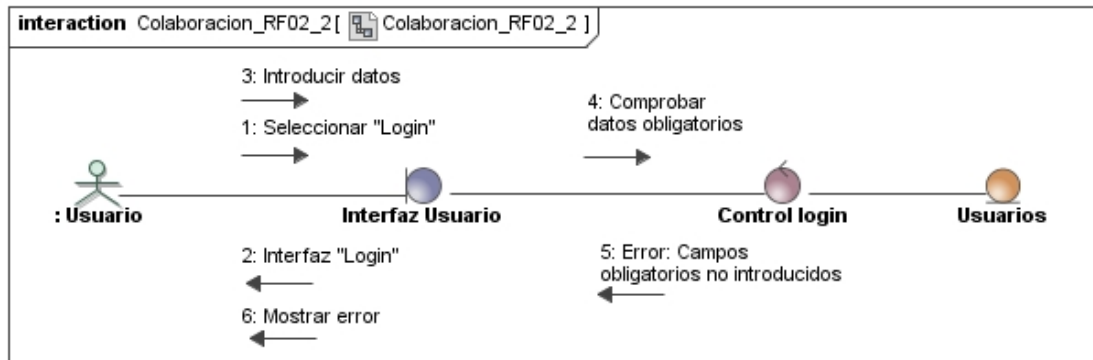 interaction Colaboracion_RF02_2[ Colaboracion_RF02_2 ]
3: Introducir datos
4: Comprobar
datos obligatorios
1: Seleccionar "Login"
: Usuario
Interfaz Usuario
Control login
Usuarios
2: Interfaz "Login"
5: Error: Campos
obligatorios no introducidos
6: Mostrar error